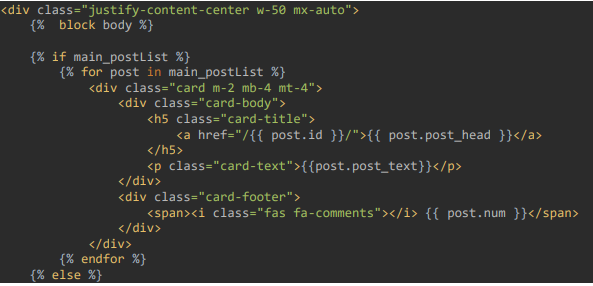 <div class="justify-content-center w-50 mx-auto">
    {%  block body %}

    {% if main_postList %}
        {% for post in main_postList %}
            <div class="card m-2 mb-4 mt-4">
                <div class="card-body">
                    <h5 class="card-title">
                        <a href="/{{ post.id }}/">{{ post.post_head }}</a>
                    </h5>
                    <p class="card-text">{{post.post_text}}</p>
                </div>
                <div class="card-footer">
                    <span><i class="fas fa-comments"></i> {{ post.num }}</span>
                </div>
            </div>
        {% endfor %}
    {% else %}